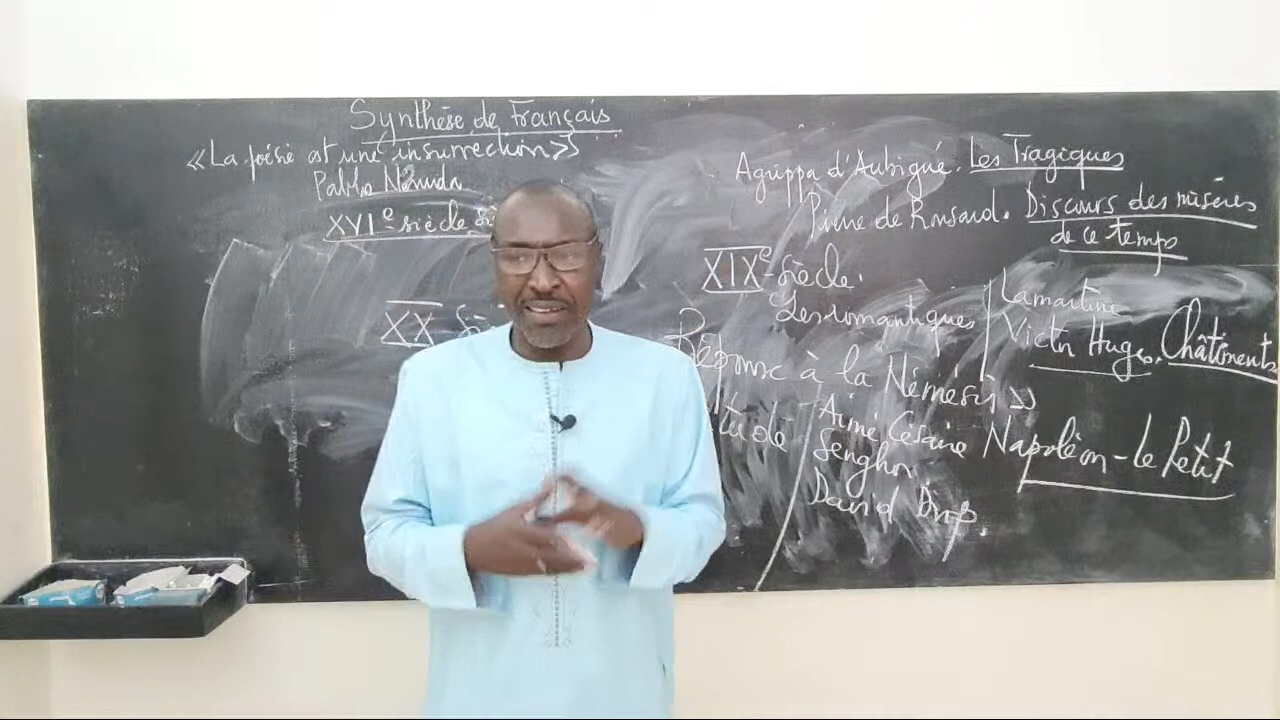 Synthèse de Français
«La poésie est une insurrection»
Pablo Neruda
XVIe siècle
Agrippa d'Aubigné. Les Tragiques
Pierre de Ronsard. Discours des misères
de ce temps
XIXe siècle.
Les romantiques
Lamartine
Victor Hugo. Châtiments
Réponse à la Némésis»
Napoléon-le Petit
XX
Aimé Césaire
Senghor
David Diop.